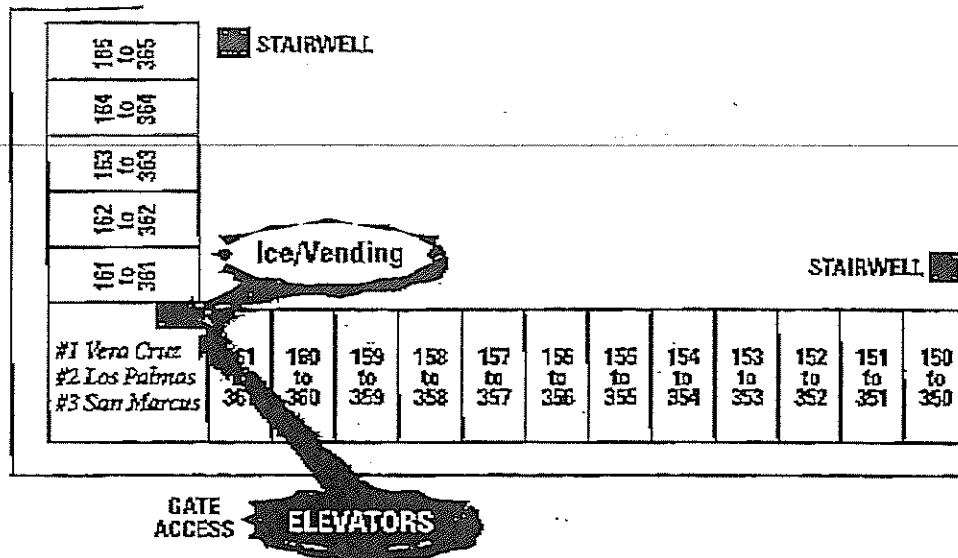 165
to
365
STAIRWELL
164
to
364
163
to
363
162
to
362
161
to
361
Ice/Vending
STAIRWELL
#1 Vera Cruz
#2 Los Palmas
#3 San Marcus
161 160 159 158 157 156 155 154 153 152 151 150
to to to to to to to to to to to
361 360 359 358 357 356 355 354 353 352 351 350
GATE
ACCESS
ELEVATORS